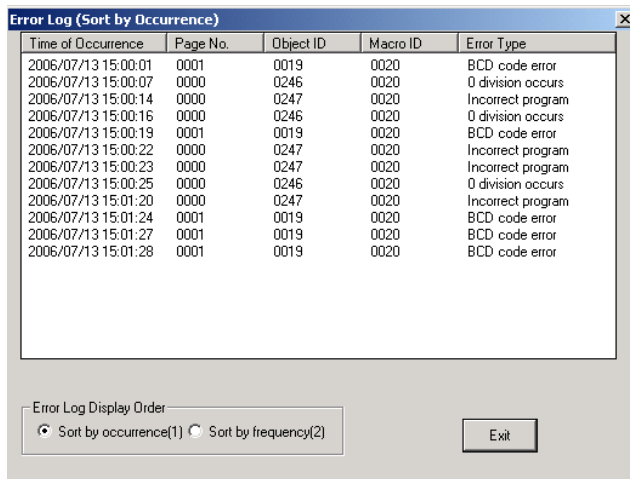 Error Log (Sort by Occurrence)
Time of Occurrence Page No. Object ID Macro ID Error Type
2006/07/13 15:00:01 0001 0019 0020 BCD code error
2006/07/13 15:00:07 0000 0246 0020 0 division occurs
2006/07/13 15:00:14 0000 0247 0020 Incorrect program
2006/07/13 15:00:16 0000 0246 0020 0 division occurs
2006/07/13 15:00:19 0001 0019 0020 BCD code error
2006/07/13 15:00:22 0000 0247 0020 Incorrect program
2006/07/13 15:00:23 0000 0247 0020 Incorrect program
2006/07/13 15:00:25 0000 0246 0020 0 division occurs
2006/07/13 15:01:20 0000 0247 0020 Incorrect program
2006/07/13 15:01:24 0001 0019 0020 BCD code error
2006/07/13 15:01:27 0001 0019 0020 BCD code error
2006/07/13 15:01:28 0001 0019 0020 BCD code error
Error Log Display Order
Sort by occurrence(1) Sort by frequency(2)
Exit